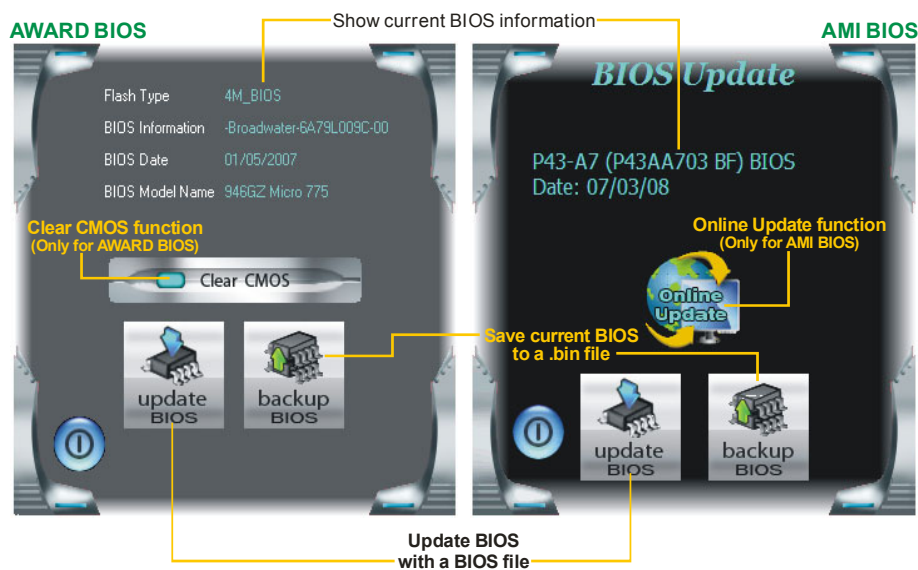 Show current BIOS information
AWARD BIOS
AMI BIOS
Flash Type 4M_BIOS
BIOS Information -Broadwater-6A79L009C-00
BIOS Date 01/05/2007
BIOS Model Name 946GZ Micro 775
Clear CMOS function
(Only for AWARD BIOS)
Clear CMOS
update
BIOS
backup
BIOS
BIOS Update
P43-A7 (P43AA703 BF) BIOS
Date: 07/03/08
Online Update function
(Only for AMI BIOS)
Online
Update
Save current BIOS
to a .bin file
update
BIOS
backup
BIOS
Update BIOS
with a BIOS file